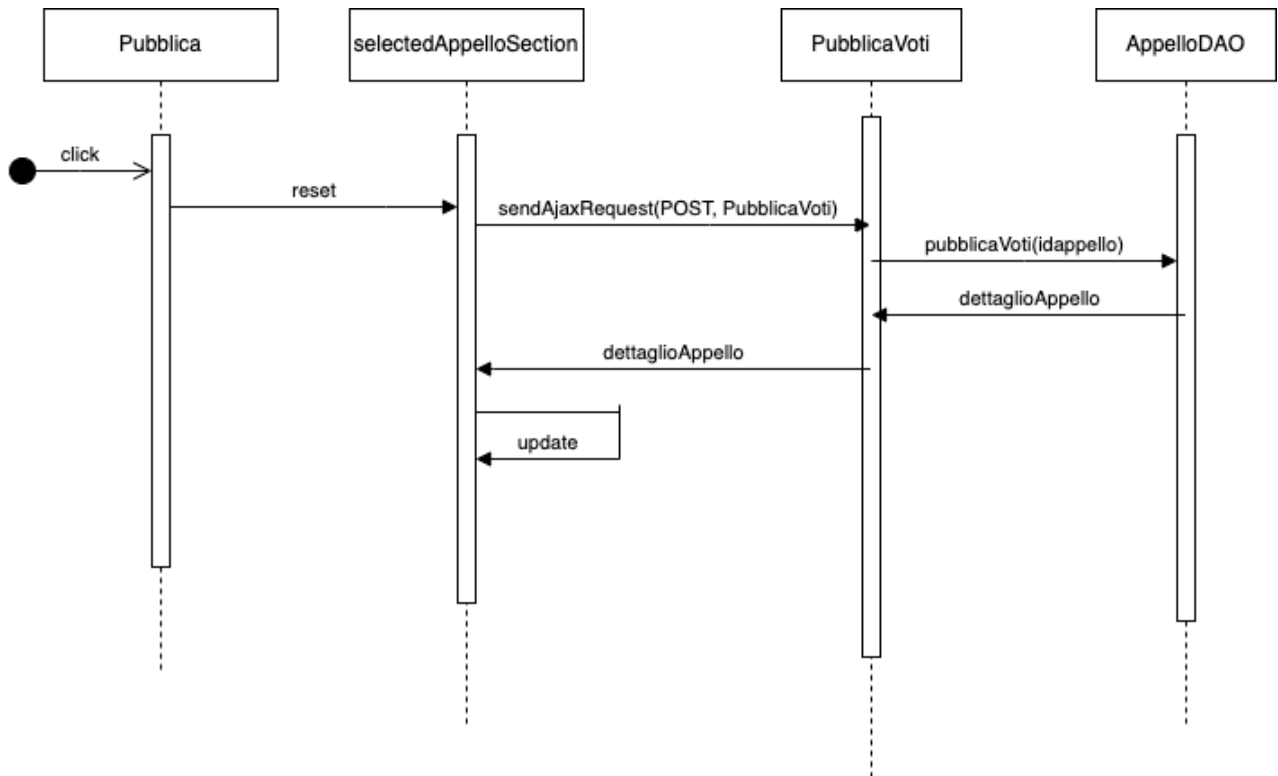 Pubblica
selectedAppelloSection
PubblicaVoti
AppelloDAO
click
reset
sendAjaxRequest(POST, PubblicaVoti)
pubblicaVoti(idappello)
dettaglioAppello
dettaglioAppello
update